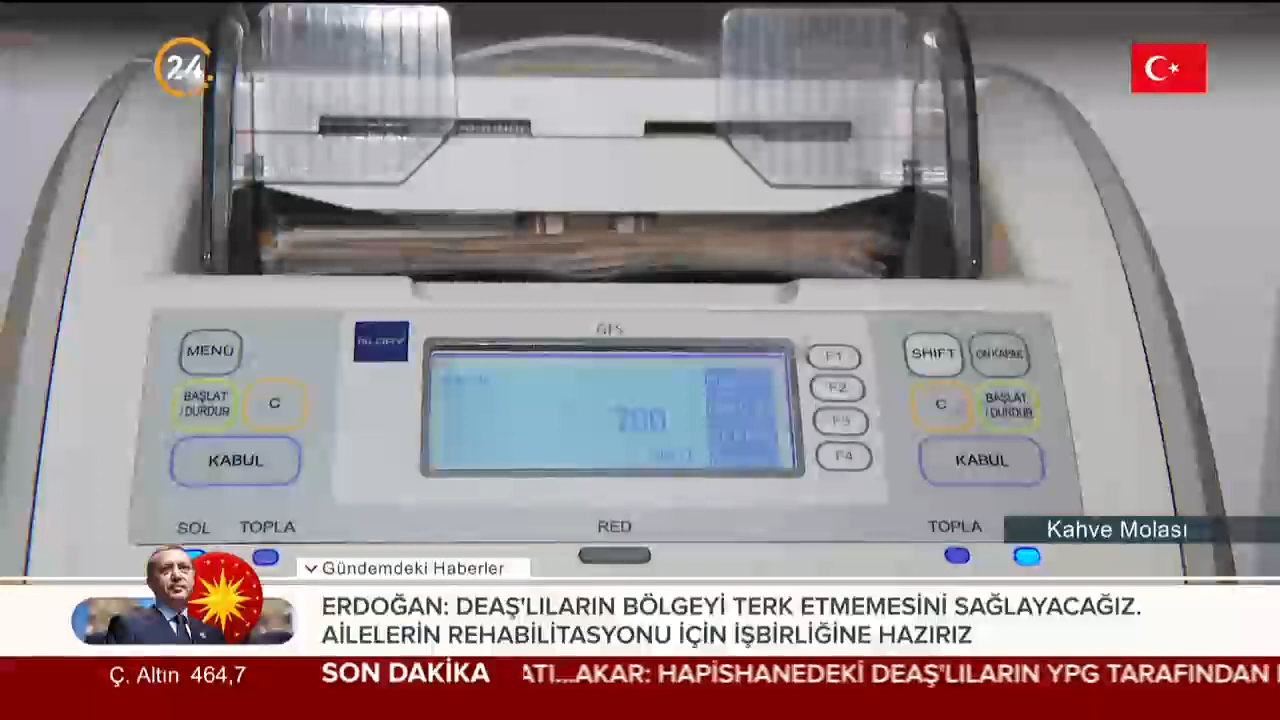 24
GLORY
GFS
MENÜ
BAŞLAT
/ DURDUR
C
KABUL
SOL
TOPLA
700
F1
F2
F3
F4
RED
SHIFT
C
BAŞLAT
/ DURDUR
KABUL
TOPLA
Kahve Molası
Gündemdeki Haberler
ERDOĞAN: DEAŞ'LILARIN BÖLGEYİ TERK ETMEMESİNİ SAĞLAYACAĞIZ.
AİLELERİN REHABİLİTASYONU İÇİN İŞBİRLİĞİNE HAZIRIZ
Ç. Altın 464,7
SON DAKİKA
ATI...AKAR: HAPİSHANEDEKİ DEAŞ'LILARIN YPG TARAFINDAN